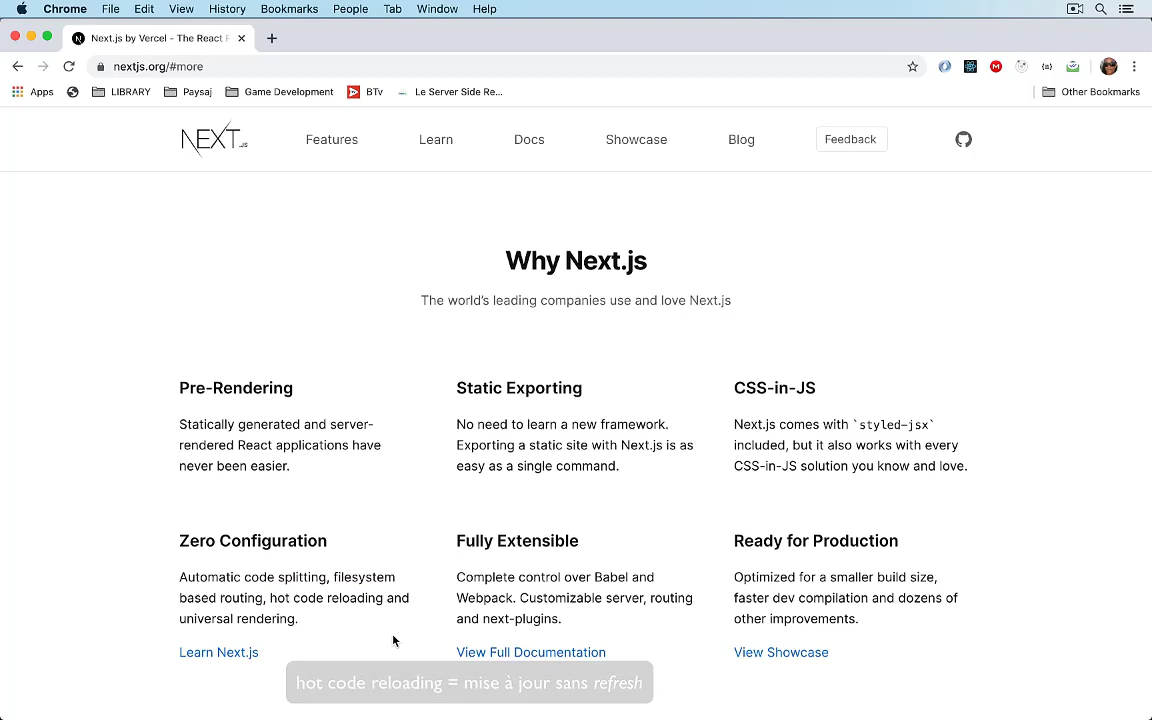 Chrome File Edit View History Bookmarks People Tab Window Help
Next.js by Vercel - The React F
nextjs.org/#more
Apps LIBRARY Paysaj Game Development BTv Le Server Side Re... Other Bookmarks
NEXT.JS Features Learn Docs Showcase Blog Feedback
Why Next.js
The world's leading companies use and love Next.js
Pre-Rendering
Statically generated and server-
rendered React applications have
never been easier.
Static Exporting
No need to learn a new framework.
Exporting a static site with Next.js is as
easy as a single command.
CSS-in-JS
Next.js comes with `styled-jsx`
included, but it also works with every
CSS-in-JS solution you know and love.
Zero Configuration
Automatic code splitting, filesystem
based routing, hot code reloading and
universal rendering.
Learn Next.js
Fully Extensible
Complete control over Babel and
Webpack. Customizable server, routing
and next-plugins.
View Full Documentation
Ready for Production
Optimized for a smaller build size,
faster dev compilation and dozens of
other improvements.
View Showcase
hot code reloading = mise à jour sans refresh